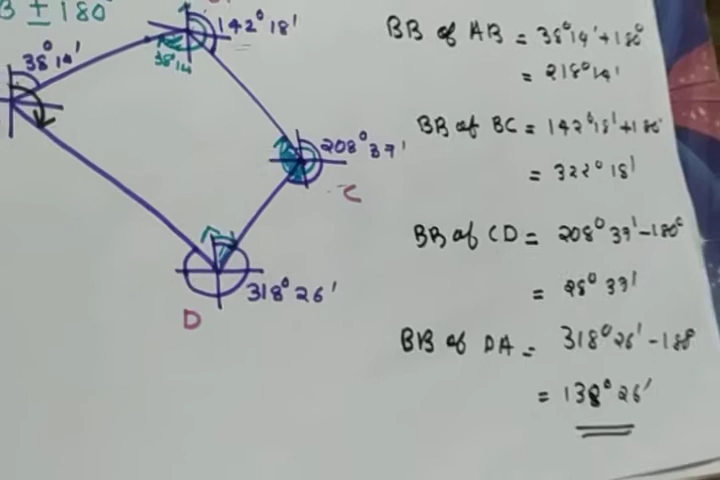 B ± 180
142° 18'
38° 14'
38° 14
208° 37'
C
318° 26'
D
BB of AB = 38° 14' + 180°
= 218° 14'
BB of BC = 142° 18' + 180°
= 322° 18'
BB of CD = 208° 37' - 180°
= 28° 37'
BB of DA = 318° 26' - 180
= 138° 26'